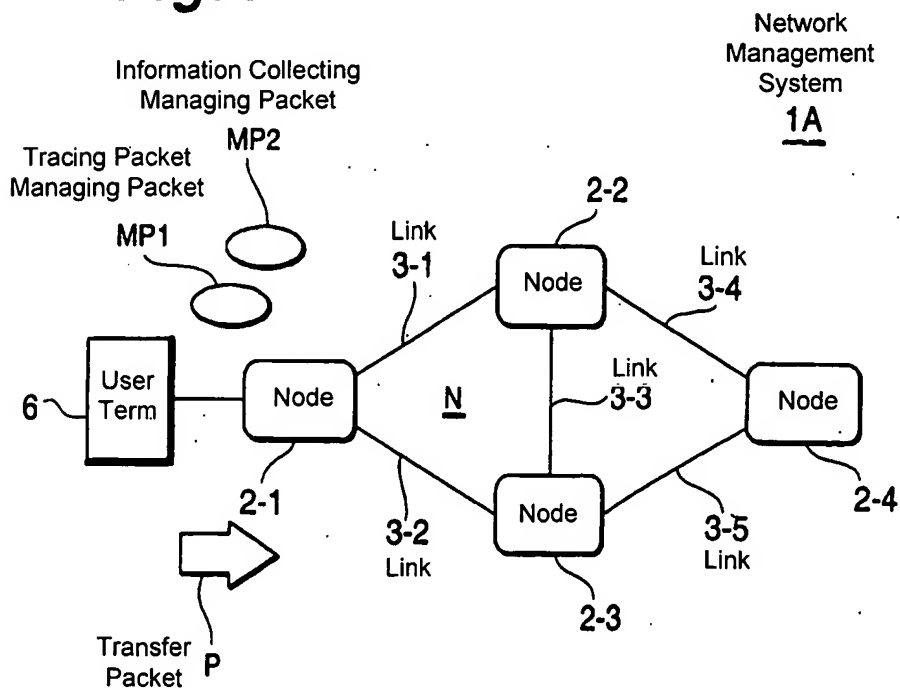 Network
Management
System
1A
Information Collecting
Managing Packet
MP2
Tracing Packet
Managing Packet
MP1
2-2
Link
3-1
Node
Link
3-4
User
Term
6
Node
N
Link
3-3
Node
2-1
2-4
3-2
Link
Node
3-5
Link
2-3
Transfer
Packet
P